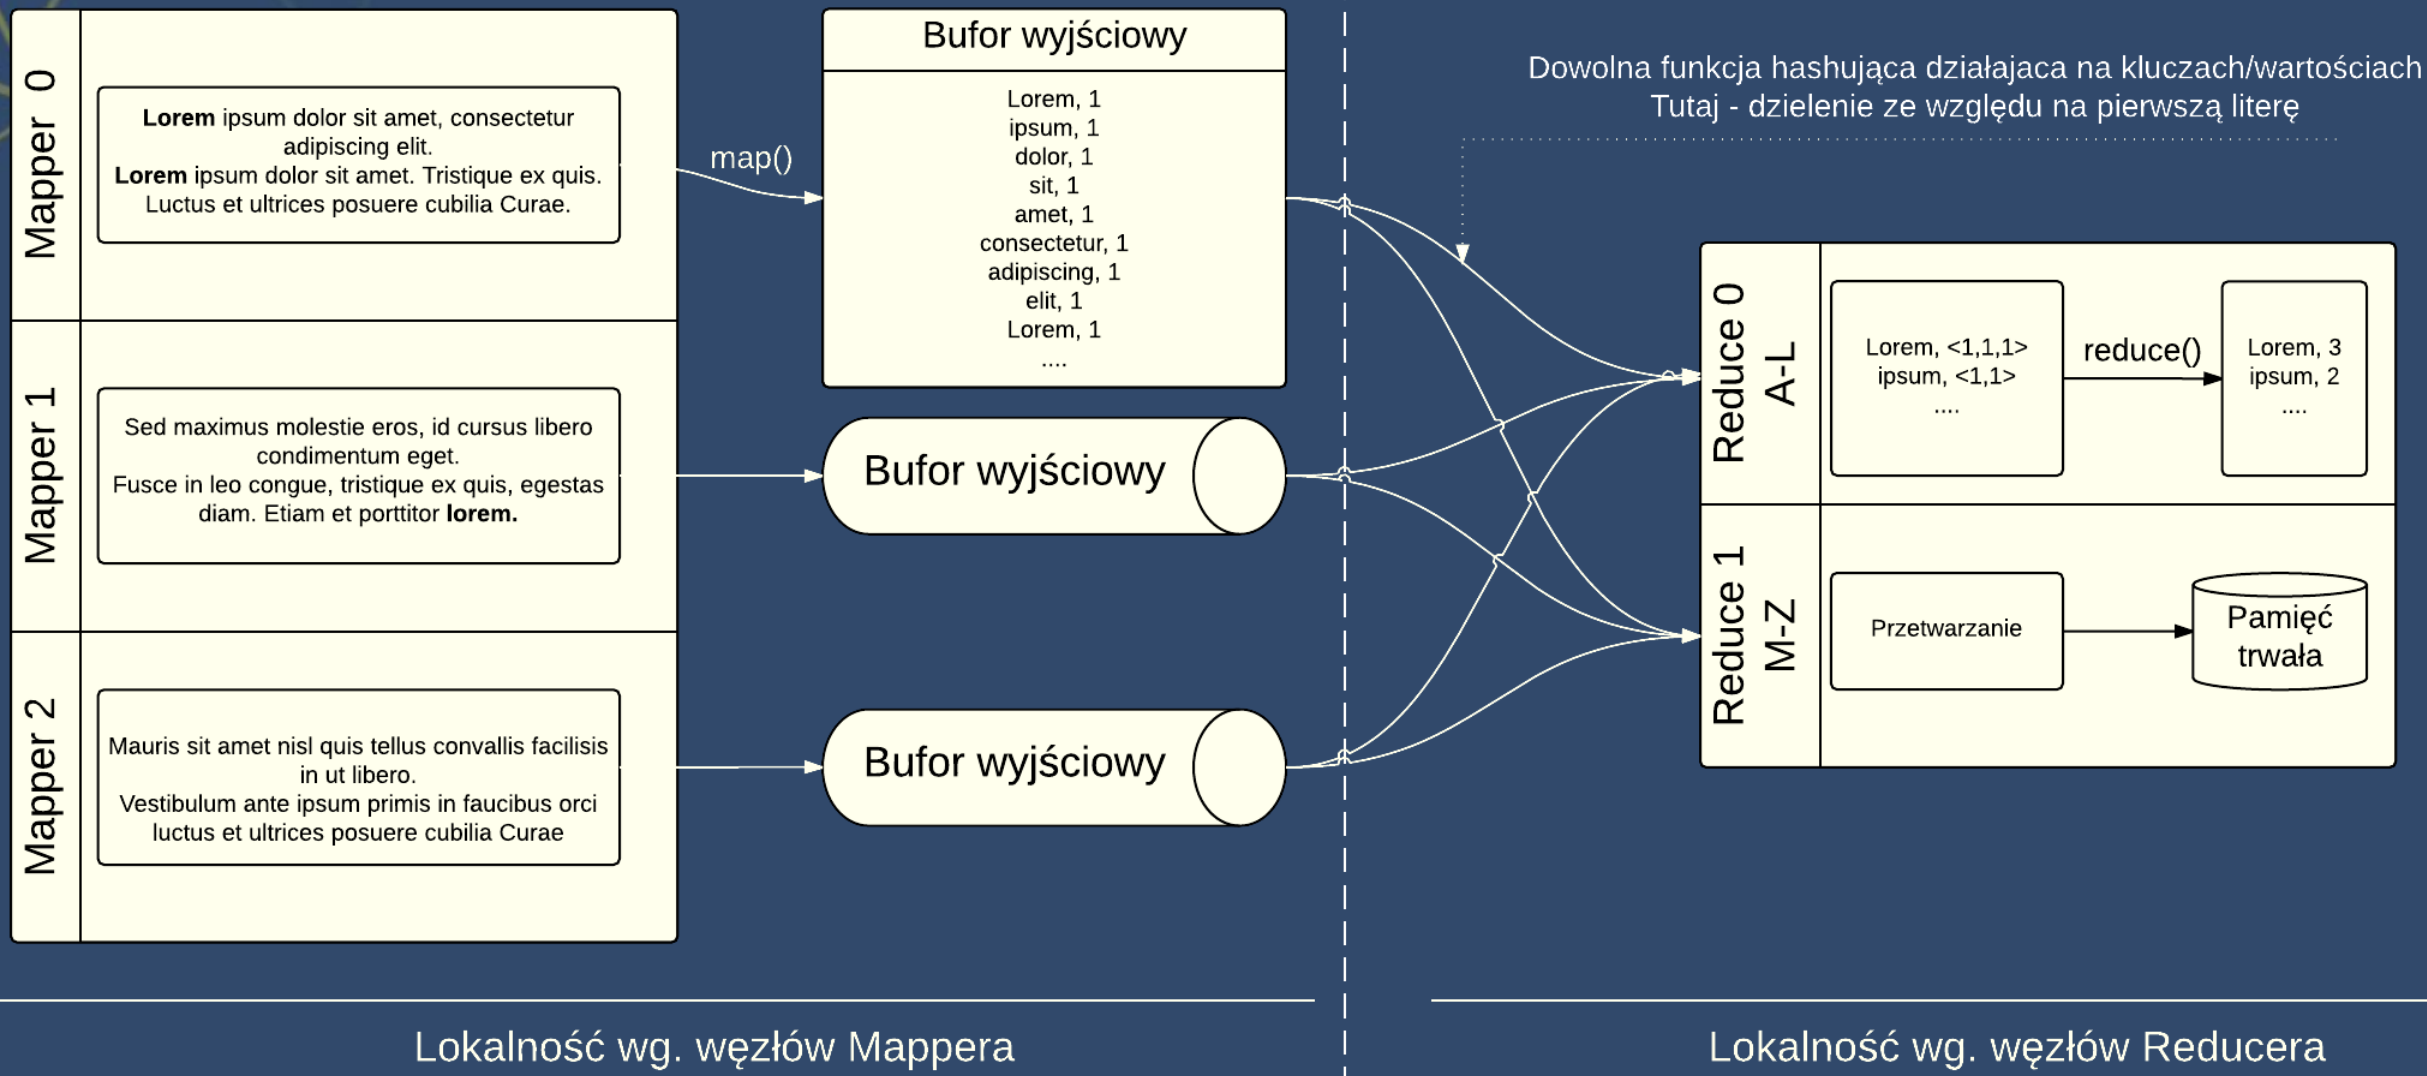 Mapper 0
Lorem ipsum dolor sit amet, consectetur
adipiscing elit.
Lorem ipsum dolor sit amet. Tristique ex quis.
Luctus et ultrices posuere cubilia Curae.
Mapper 1
Sed maximus molestie eros, id cursus libero
condimentum eget.
Fusce in leo congue, tristique ex quis, egestas
diam. Etiam et porttitor lorem.
Mapper 2
Mauris sit amet nisl quis tellus convallis facilisis
in ut libero.
Vestibulum ante ipsum primis in faucibus orci
luctus et ultrices posuere cubilia Curae
map()
Bufor wyjściowy
Lorem, 1
ipsum, 1
dolor, 1
sit, 1
amet, 1
consectetur, 1
adipiscing, 1
elit, 1
Lorem, 1
....
Bufor wyjściowy
Bufor wyjściowy
Dowolna funkcja hashująca działajaca na kluczach/wartościach
Tutaj - dzielenie ze względu na pierwszą literę
Reduce 0
A-L
Lorem, <1,1,1>
ipsum, <1,1>
....
reduce()
Lorem, 3
ipsum, 2
....
Reduce 1
M-Z
Przetwarzanie
Pamięć
trwała
Lokalność wg. węzłów Mappera
Lokalność wg. węzłów Reducera